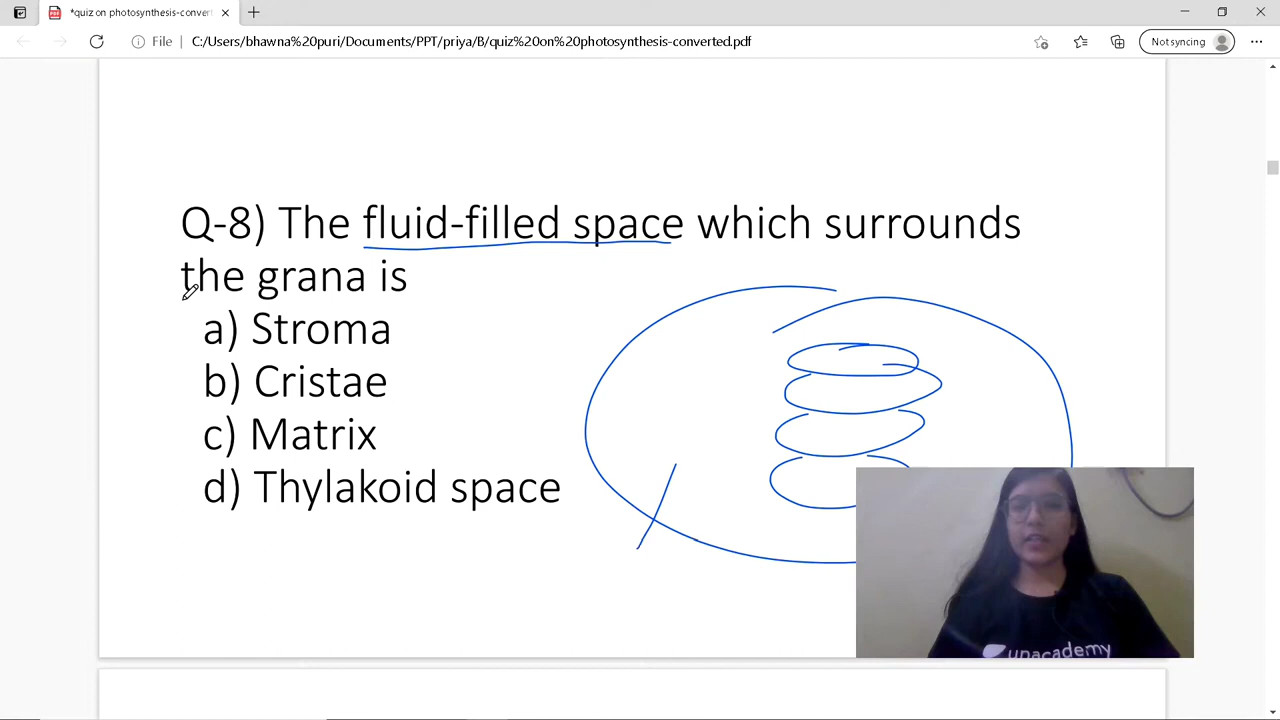 *quiz on photosynthesis-convert
File C:/Users/bhawna%20puri/Documents/PPT/priya/B/quiz%20on%20photosynthesis-converted.pdf
Not syncing
Q-8) The fluid-filled space which surrounds
the grana is
a) Stroma
b) Cristae
c) Matrix
d) Thylakoid space
unacademy